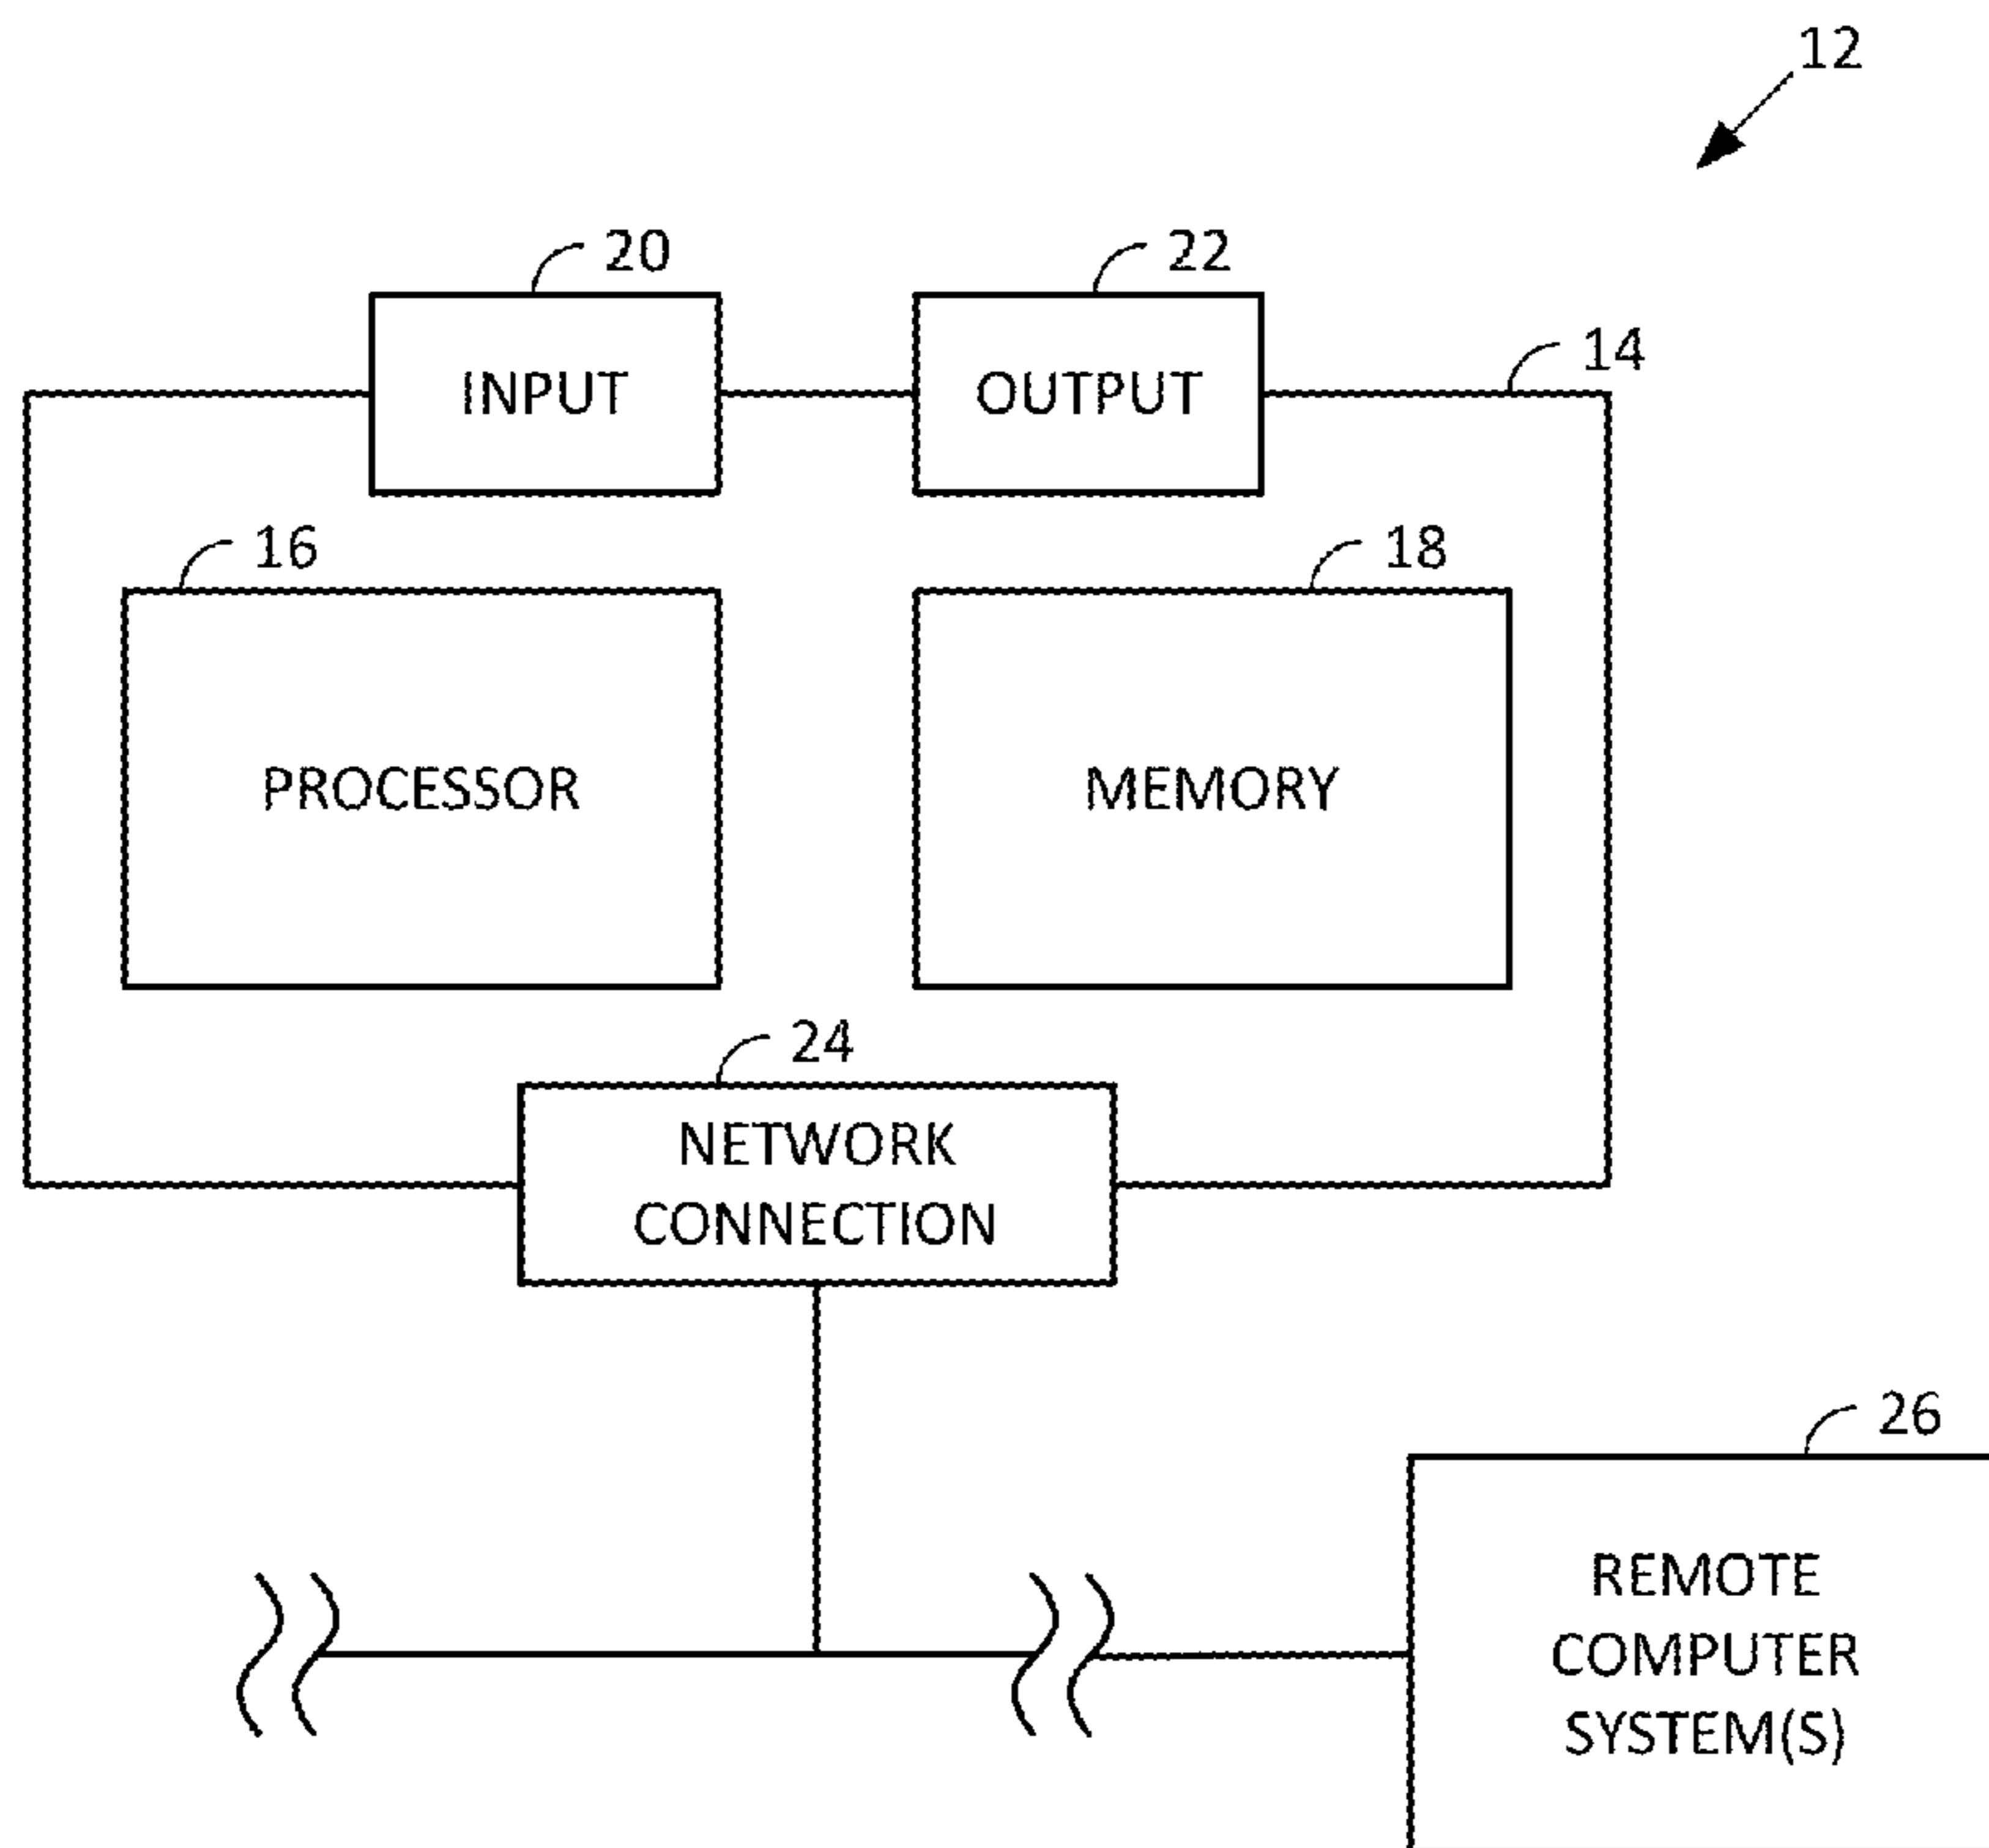 12
20
22
INPUT
OUTPUT
14
16
18
PROCESSOR
MEMORY
24
NETWORK
CONNECTION
26
REMOTE
COMPUTER
SYSTEM(S)